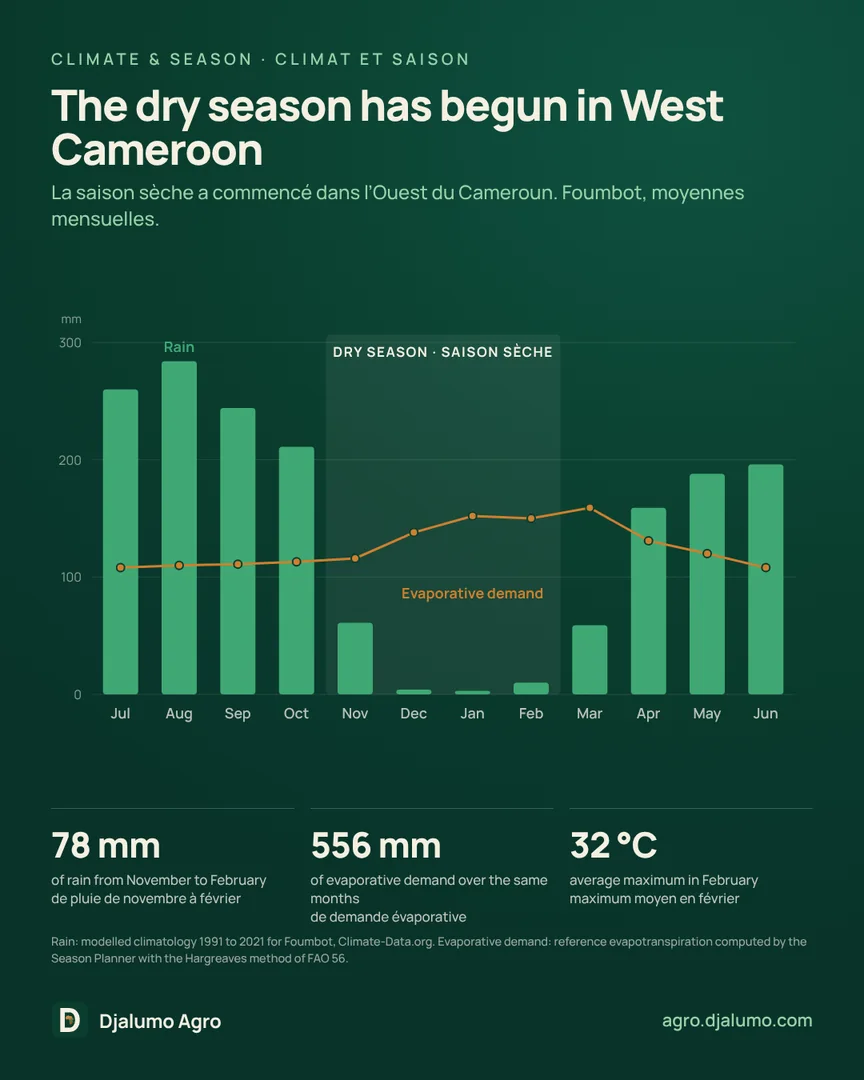 CLIMATE & SEASON · CLIMAT ET SAISON
The dry season has begun in West
Cameroon
La saison sèche a commencé dans l'Ouest du Cameroun. Foumbot, moyennes
mensuelles.
mm
300
Rain
DRY SEASON · SAISON SÈCHE
200
100
Evaporative demand
0
Jul Aug Sep Oct Nov Dec Jan Feb Mar Apr May Jun
78 mm
of rain from November to February
de pluie de novembre à février
556 mm
of evaporative demand over the same
months
de demande évaporative
32 °C
average maximum in February
maximum moyen en février
Rain: modelled climatology 1991 to 2021 for Foumbot, Climate-Data.org. Evaporative demand: reference evapotranspiration computed by the
Season Planner with the Hargreaves method of FAO 56.
D Djalumo Agro
agro.djalumo.com